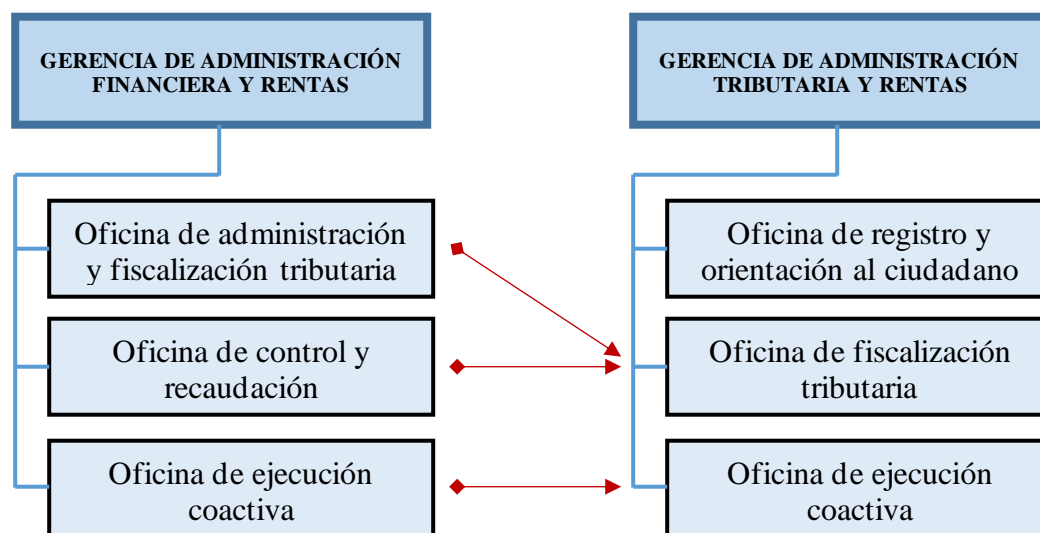 GERENCIA DE ADMINISTRACIÓN
FINANCIERA Y RENTAS
Oficina de administración
y fiscalización tributaria
Oficina de control y
recaudación
Oficina de ejecución
coactiva
GERENCIA DE ADMINISTRACIÓN
TRIBUTARIA Y RENTAS
Oficina de registro y
orientación al ciudadano
Oficina de fiscalización
tributaria
Oficina de ejecución
coactiva